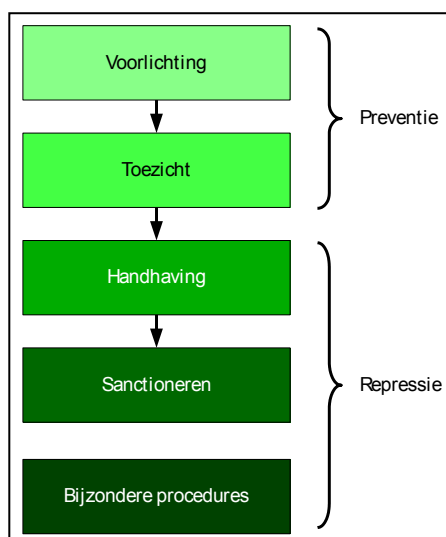 Voorlichting
Preventie
Toezicht
Handhaving
Sanctioneren
Repressie
Bijzondere procedures